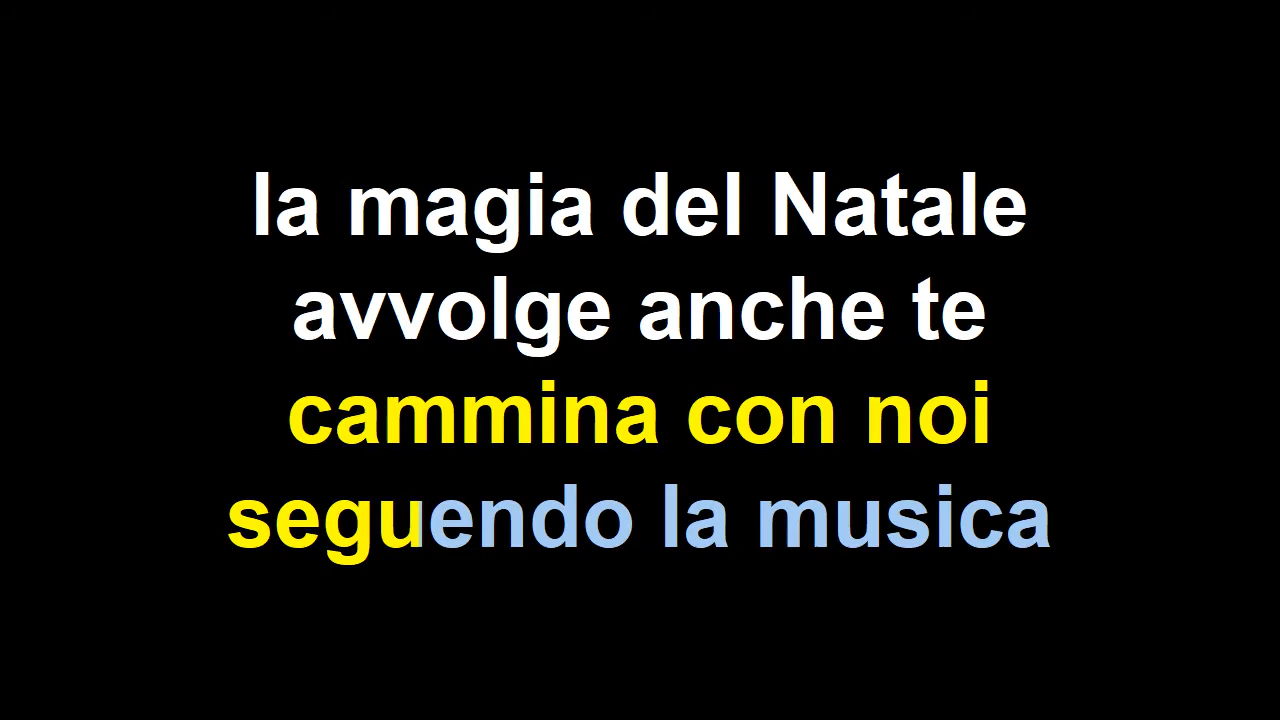 la magia del Natale
avvolge anche te
cammina con noi
seguendo la musica